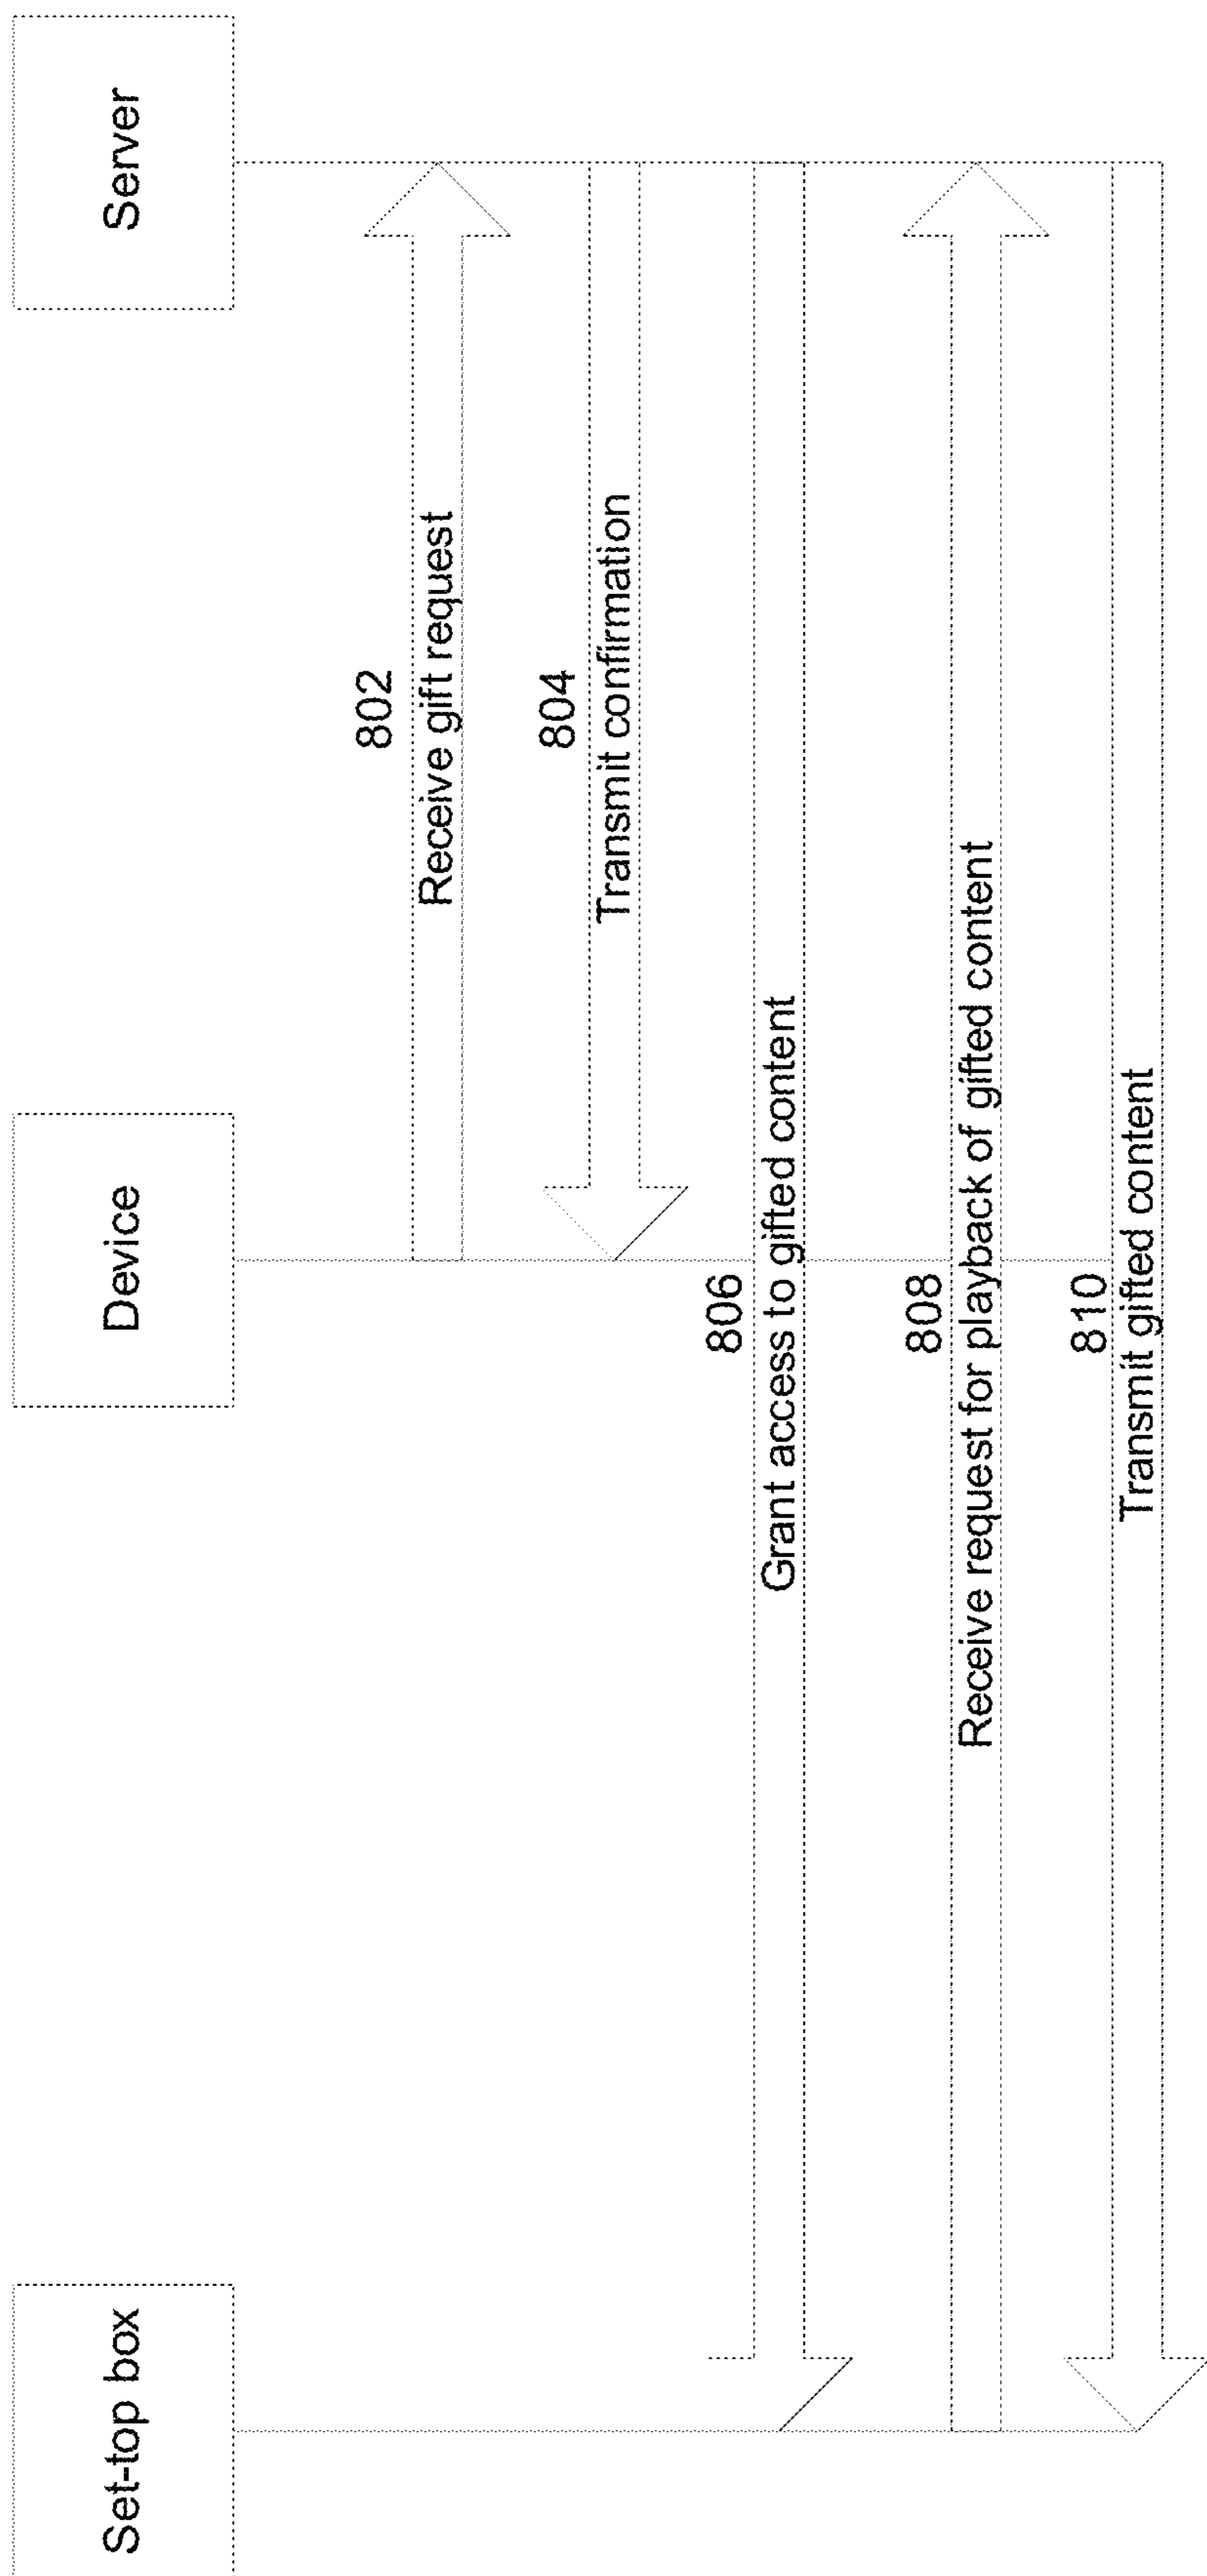 Set-top box
Device
Server
802
Receive gift request
804
Transmit confirmation
806
Grant access to gifted content
808
Receive request for playback of gifted content
810
Transmit gifted content